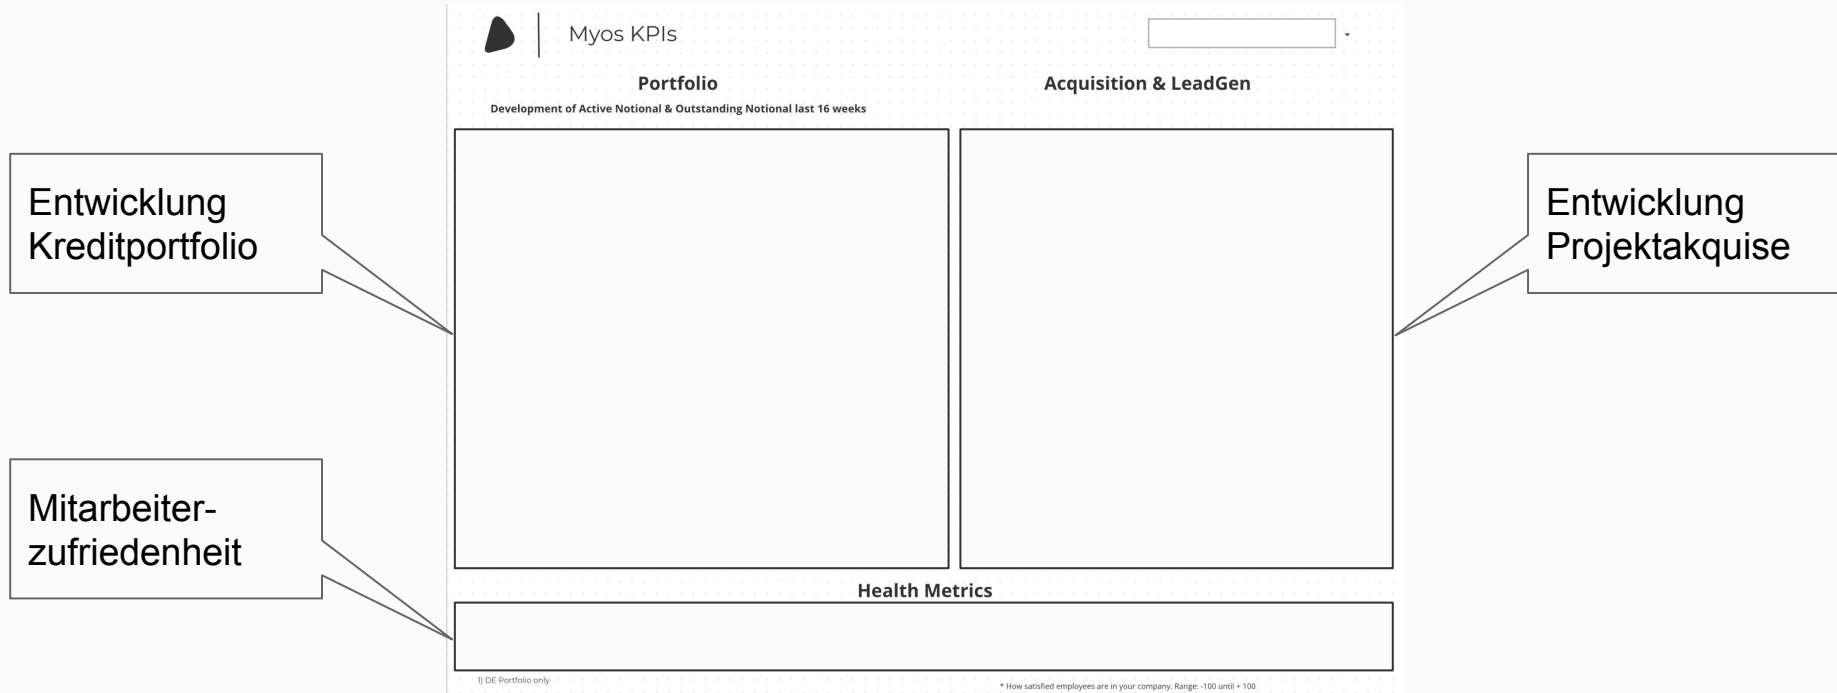 Myos KPIs
Portfolio
Acquisition & LeadGen
Development of Active Notional & Outstanding Notional last 16 weeks
Entwicklung
Kreditportfolio
Entwicklung
Projektakquise
Mitarbeiter-
zufriedenheit
Health Metrics
1) DE Portfolio only
* How satisfied employees are in your company. Range: -100 until + 100